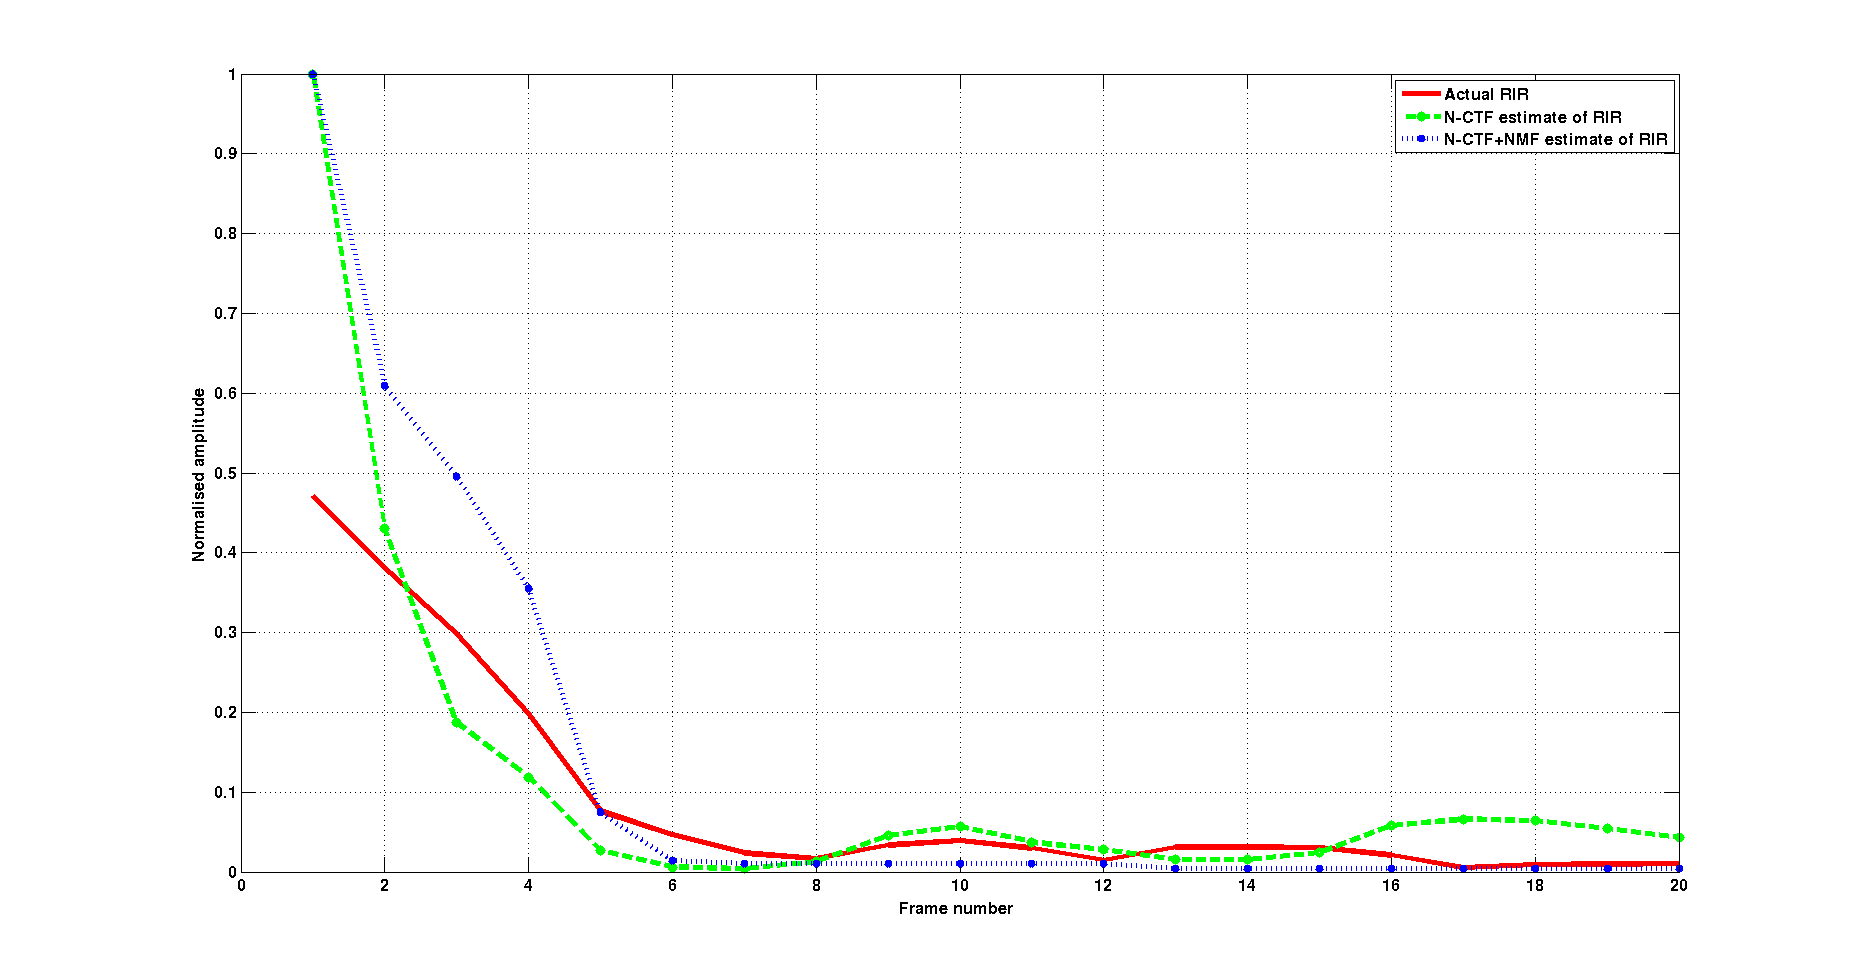 1
0.9
0.8
0.7
0.6
0.5
0.4
0.3
0.2
0.1
0
Normalised amplitude
Actual RIR
N-CTF estimate of RIR
N-CTF+NMF estimate of RIR
0 2 4 6 8 10 12 14 16 18 20
Frame number